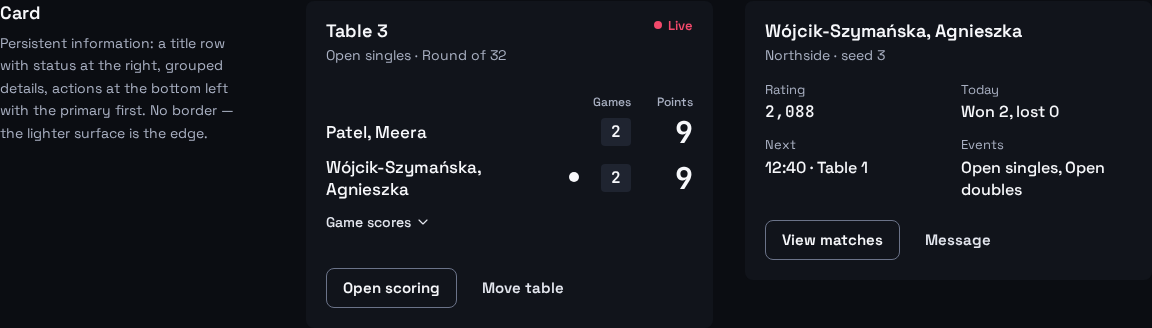 Card
Persistent information: a title row
with status at the right, grouped
details, actions at the bottom left
with the primary first. No border —
the lighter surface is the edge.
Table 3
Live
Open singles · Round of 32
Games Points
Patel, Meera 2 9
Wójcik-Szymańska,
Agnieszka 2 9
Game scores
Open scoring Move table
Wójcik-Szymańska, Agnieszka
Northside · seed 3
Rating Today
2,088 Won 2, lost 0
Next Events
12:40 · Table 1 Open singles, Open
doubles
View matches Message